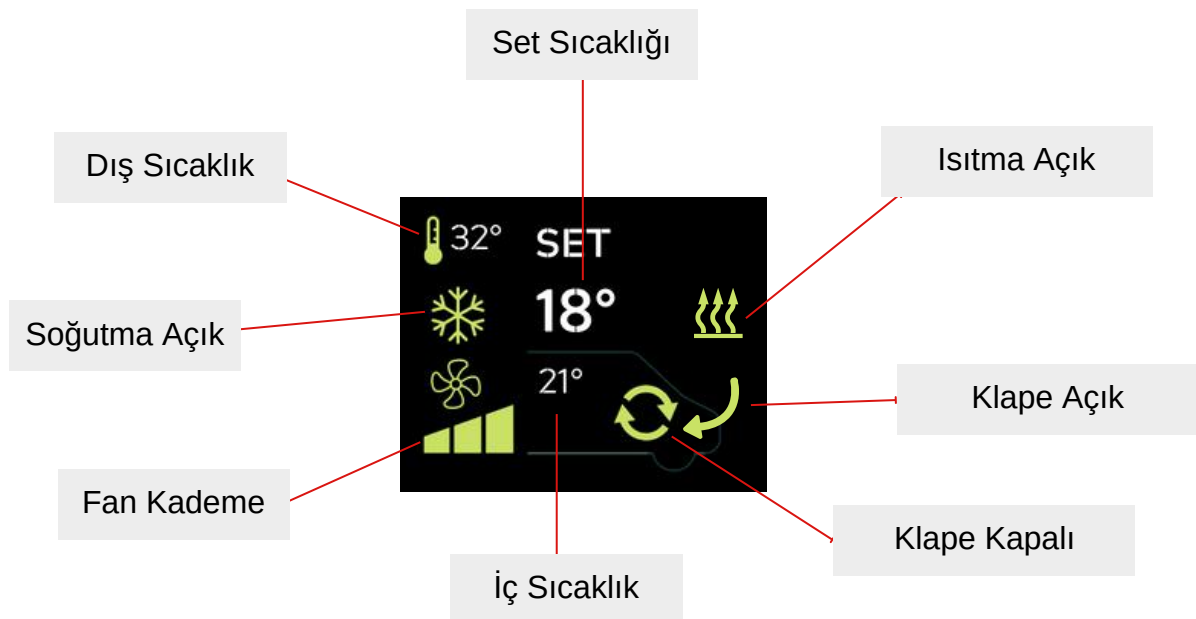 Set Sıcaklığı
Dış Sıcaklık
Isıtma Açık
32°
SET
18°
Soğutma Açık
21°
Klape Açık
Fan Kademe
Klape Kapalı
İç Sıcaklık